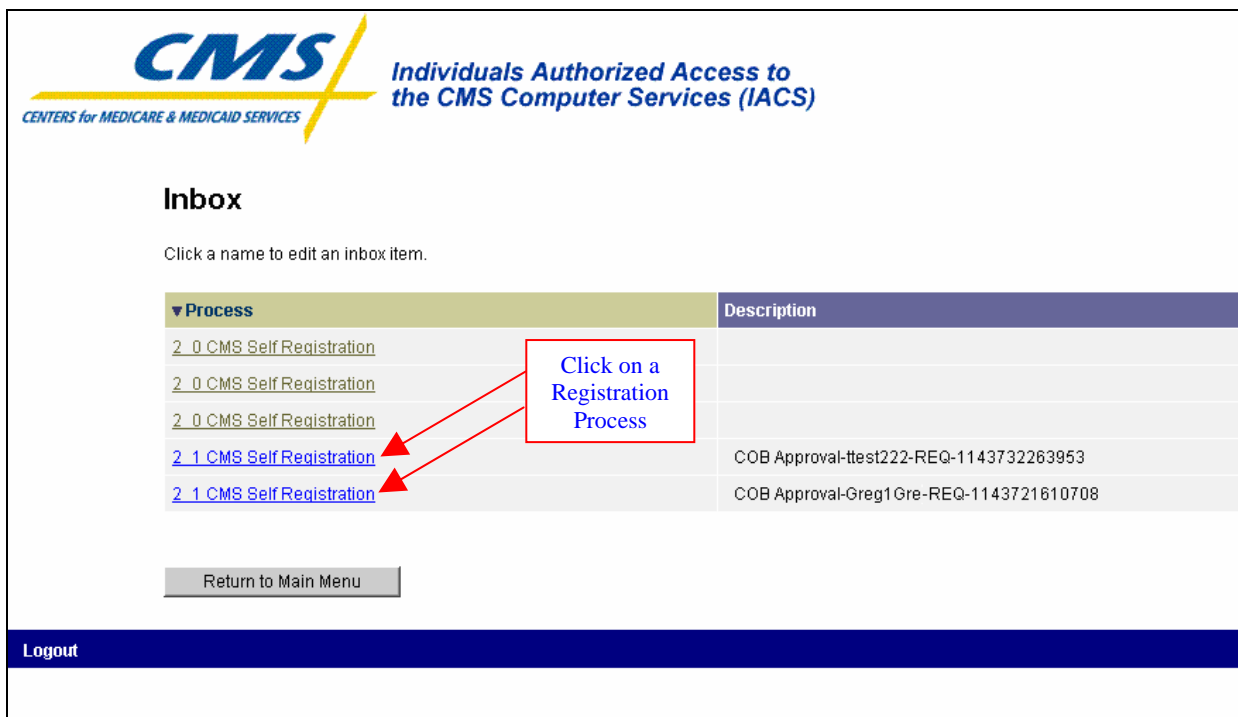 CMS
CENTERS for MEDICARE & MEDICAID SERVICES
Individuals Authorized Access to
the CMS Computer Services (IACS)
Inbox
Click a name to edit an inbox item.
▼Process Description
2_0 CMS Self Registration
2_0 CMS Self Registration
2_0 CMS Self Registration
Click on a
Registration
Process
2_1 CMS Self Registration COB Approval-ttest222-REQ-1143732263953
2_1 CMS Self Registration COB Approval-Greg1Gre-REQ-1143721610708
Return to Main Menu
Logout